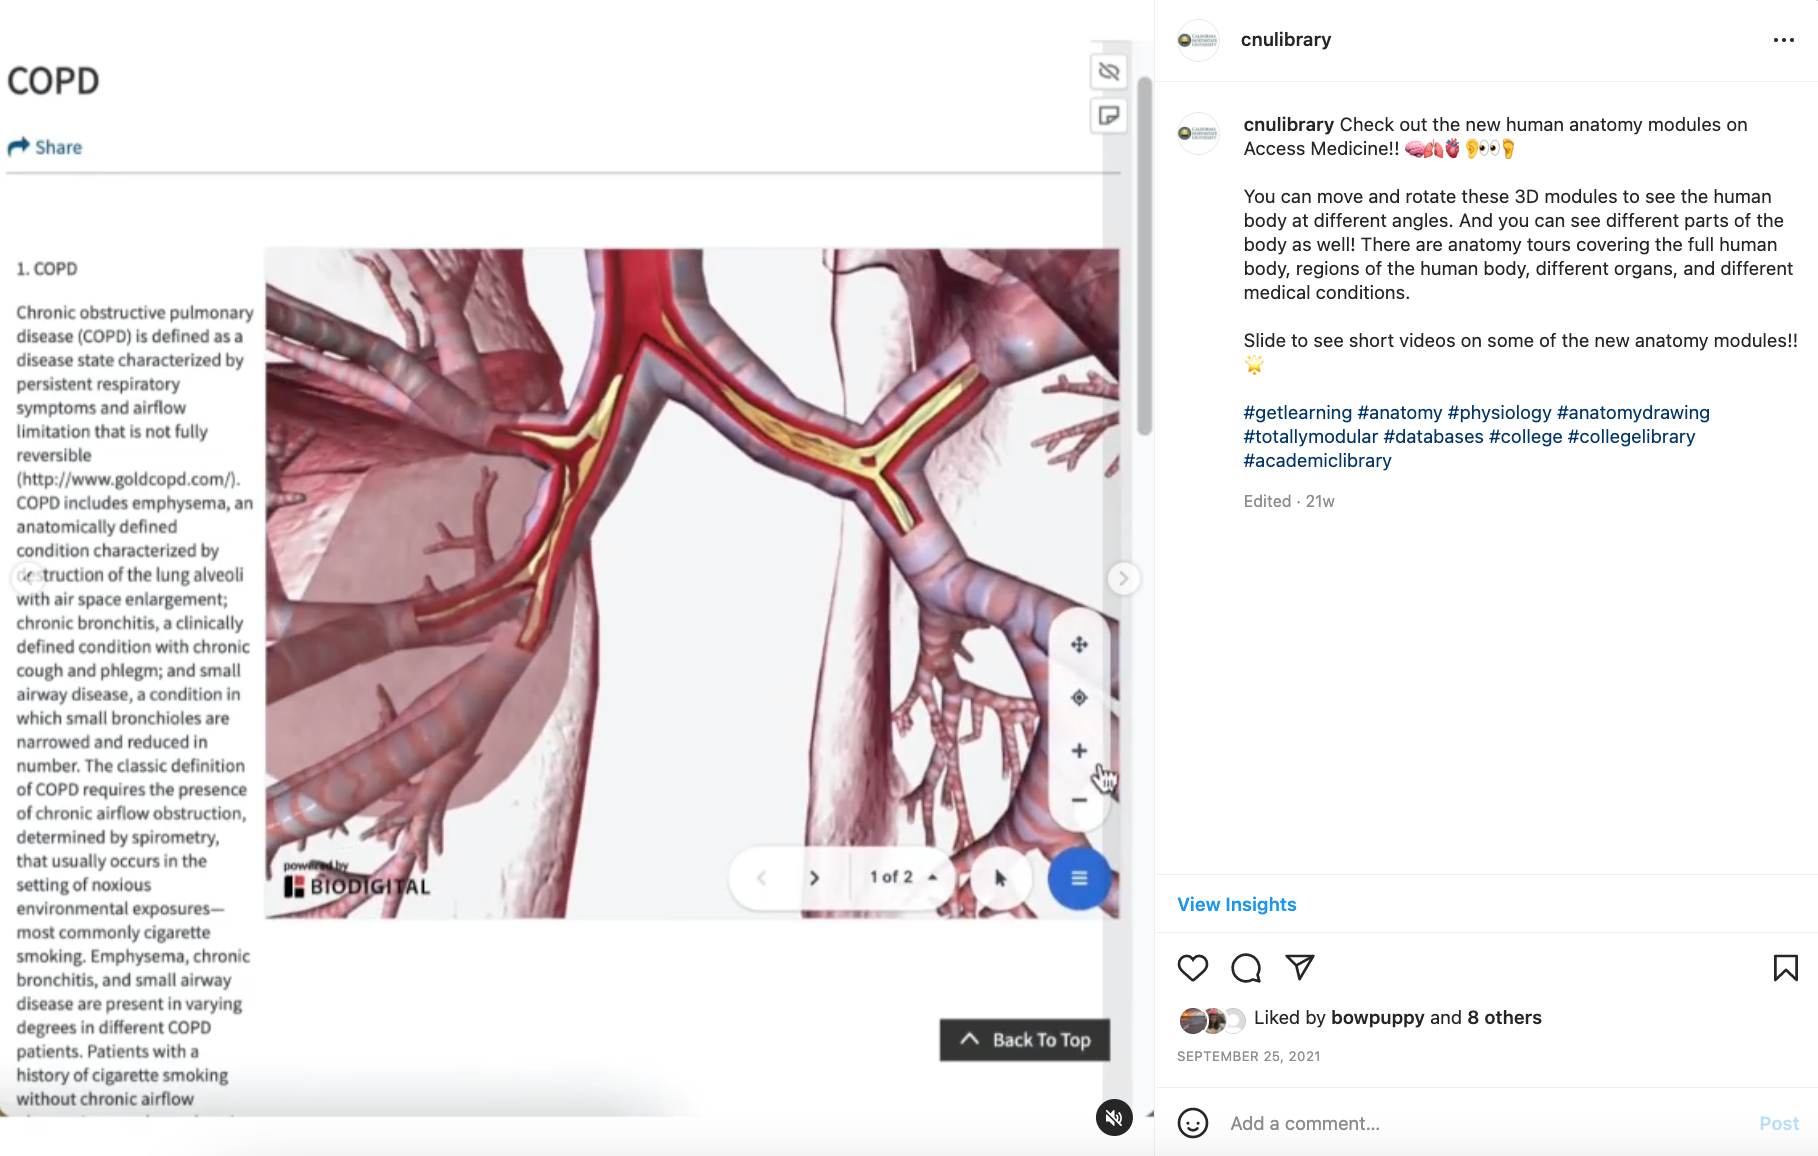 COPD
Share
1. COPD
Chronic obstructive pulmonary
disease (COPD) is defined as a
disease state characterized by
persistent respiratory
symptoms and airflow
limitation that is not fully
reversible
(http://www.goldcopd.com/).
COPD includes emphysema, an
anatomically defined
condition characterized by
destruction of the lung alveoli
with air space enlargement;
chronic bronchitis, a clinically
defined condition with chronic
cough and phlegm; and small
airway disease, a condition in
which small bronchioles are
narrowed and reduced in
number. The classic definition
of COPD requires the presence
of chronic airflow obstruction,
determined by spirometry,
that usually occurs in the
setting of noxious
environmental exposures—
most commonly cigarette
smoking. Emphysema, chronic
bronchitis, and small airway
disease are present in varying
degrees in different COPD
patients. Patients with a
history of cigarette smoking
without chronic airflow
powered by
BIODIGITAL
1 of 2
Back To Top
cnulibrary
cnulibrary Check out the new human anatomy modules on
Access Medicine!! 🧠🫁🫀👂👀🦶
You can move and rotate these 3D modules to see the human
body at different angles. And you can see different parts of the
body as well! There are anatomy tours covering the full human
body, regions of the human body, different organs, and different
medical conditions.
Slide to see short videos on some of the new anatomy modules!!
🌟
#getlearning #anatomy #physiology #anatomydrawing
#totallymodular #databases #college #collegelibrary
#academiclibrary
Edited · 21w
View Insights
Liked by bowpuppy and 8 others
SEPTEMBER 25, 2021
Add a comment...
Post